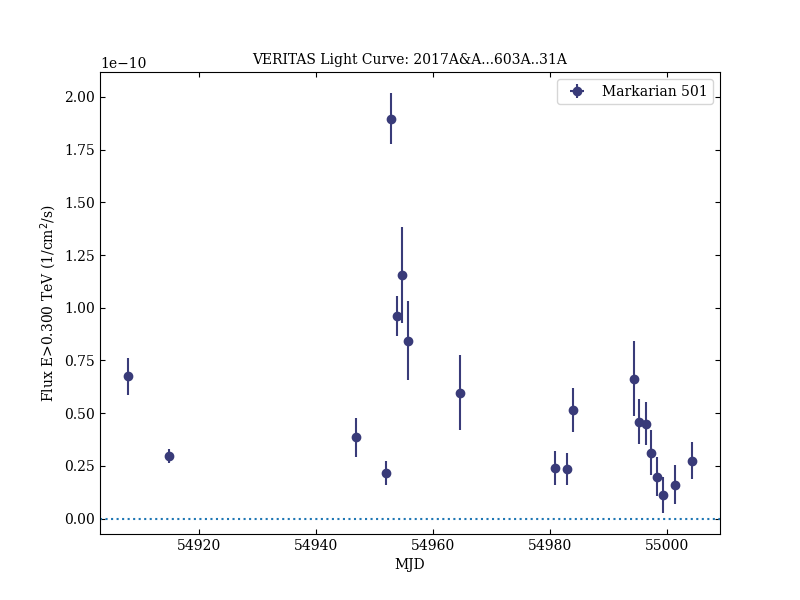 VERITAS Light Curve: 2017A&A...603A..31A
1e−10
Markarian 501
2.00
1.75
1.50
1.25
1.00
0.75
0.50
0.25
0.00
Flux E>0.300 TeV (1/cm²/s)
54920 54940 54960 54980 55000
MJD